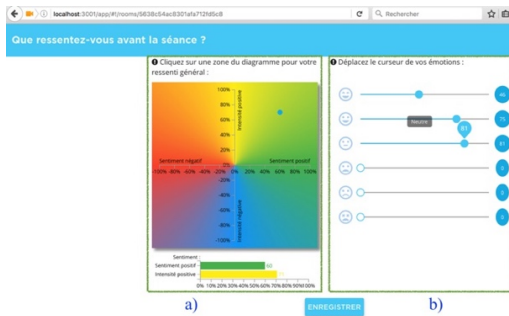 localhost:3001/app/#!/rooms/5638c54ac8301afa712fd5c8
Rechercher
Que ressentez-vous avant la séance ?
Cliquez sur une zone du diagramme pour votre
ressenti général :
100%
80%
60%
40%
20%
Intensité positive
Sentiment négatif
Sentiment positif
-100% -80% -60% -40% -20% 0% 20% 40% 60% 80% 100%
-20%
-40%
-60%
-80%
-100%
Intensité négative
Sentiment
Sentiment positif
60
Intensité positive
0% 10% 20% 30% 40% 50% 60% 70% 80% 90% 100%
Déplacez le curseur de vos émotions :
46
Neutre
75
81
81
0
0
0
a)
ENREGISTRER
b)